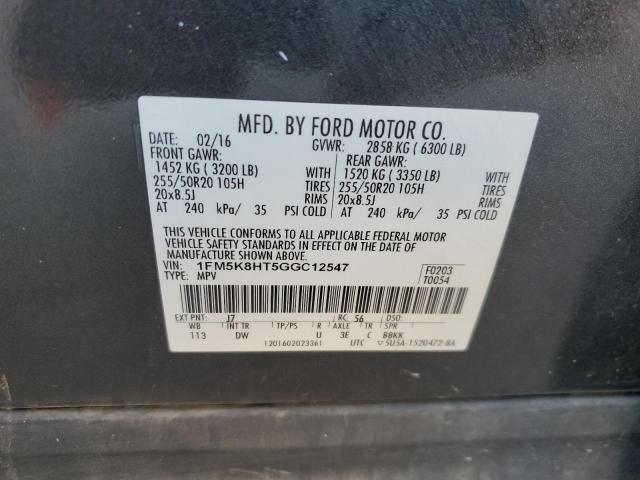 MFD. BY FORD MOTOR CO.
DATE: 02/16 GVWR: 2858 KG ( 6300 LB)
FRONT GAWR: REAR GAWR:
1452 KG ( 3200 LB) WITH 1520 KG ( 3350 LB) WITH
255/50R20 105H TIRES 255/50R20 105H TIRES
20x8.5J RIMS 20x8.5J RIMS
AT 240 kPa/ 35 PSI COLD AT 240 kPa/ 35 PSI COLD
THIS VEHICLE CONFORMS TO ALL APPLICABLE FEDERAL MOTOR
VEHICLE SAFETY STANDARDS IN EFFECT ON THE DATE OF
MANUFACTURE SHOWN ABOVE.
VIN: 1FM5K8HT5GGC12547 F0203
TYPE: MPV T0054
EXT PNT: J7 RC: 56 DSO:
WB INT TR TP/PS R AXLE TR SPR
113 DW U 3E C BBKK
1201602023361 UTC ▽5U5A-1520472-BA